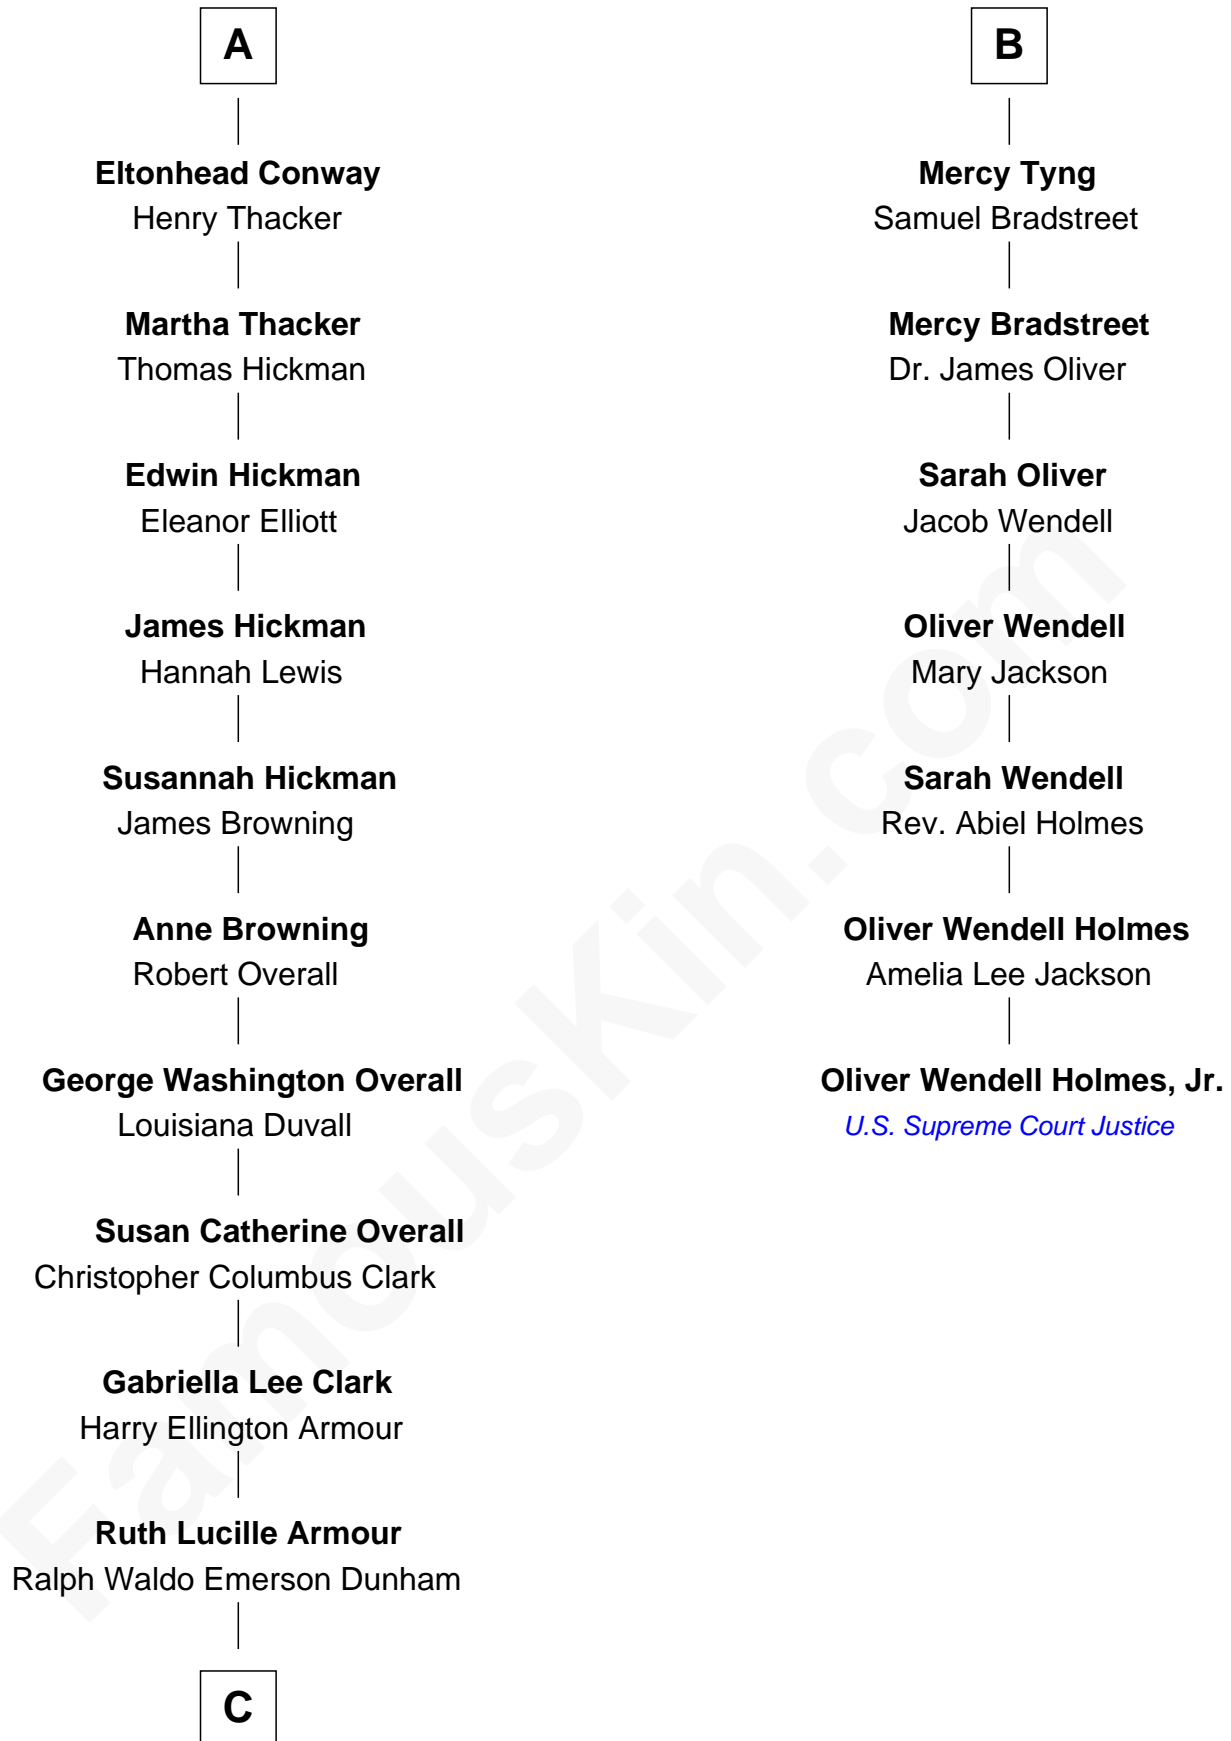 A
Eltonhead Conway
Henry Thacker
Martha Thacker
Thomas Hickman
Edwin Hickman
Eleanor Elliott
James Hickman
Hannah Lewis
Susannah Hickman
James Browning
Anne Browning
Robert Overall
George Washington Overall
Louisiana Duvall
Susan Catherine Overall
Christopher Columbus Clark
Gabriella Lee Clark
Harry Ellington Armour
Ruth Lucille Armour
Ralph Waldo Emerson Dunham
C
B
Mercy Tyng
Samuel Bradstreet
Mercy Bradstreet
Dr. James Oliver
Sarah Oliver
Jacob Wendell
Oliver Wendell
Mary Jackson
Sarah Wendell
Rev. Abiel Holmes
Oliver Wendell Holmes
Amelia Lee Jackson
Oliver Wendell Holmes, Jr.
U.S. Supreme Court Justice
FamousKin.com